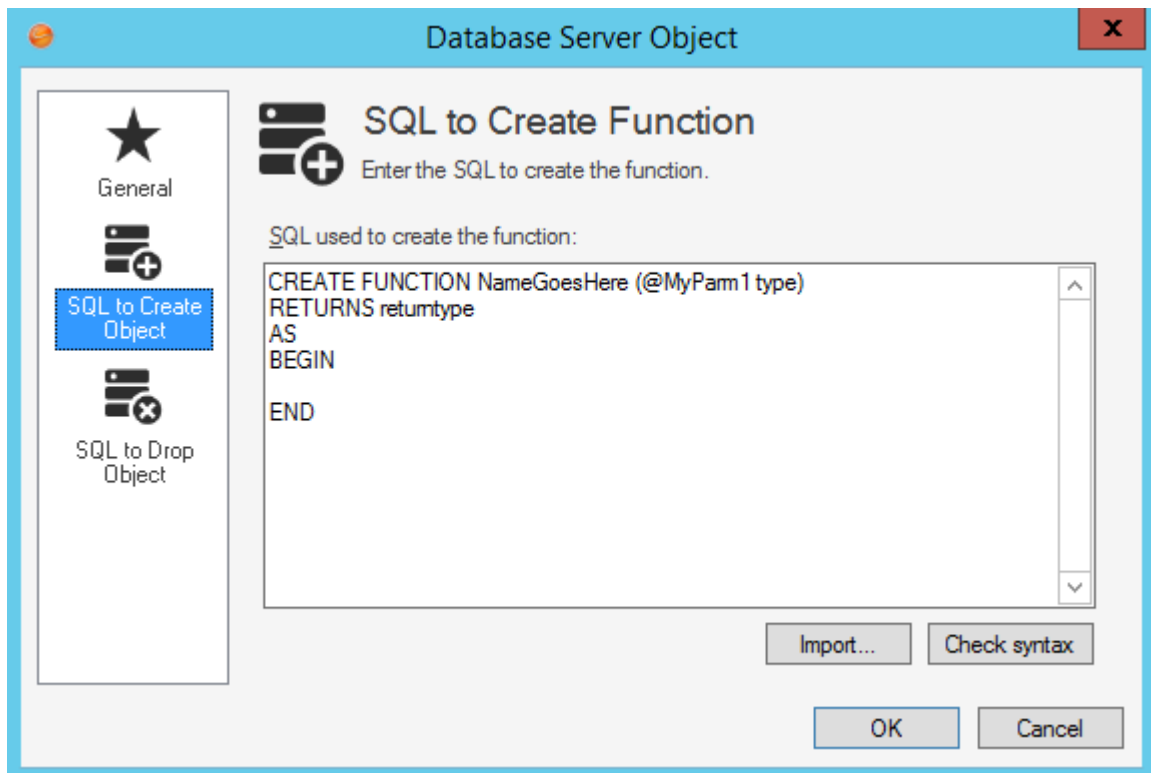 Database Server Object
x
General
SQL to Create
Object
SQL to Drop
Object
SQL to Create Function
Enter the SQL to create the function.
SQL used to create the function:
CREATE FUNCTION NameGoesHere (@MyParm1 type)
RETURNS returntype
AS
BEGIN
END
Import...
Check syntax
OK
Cancel